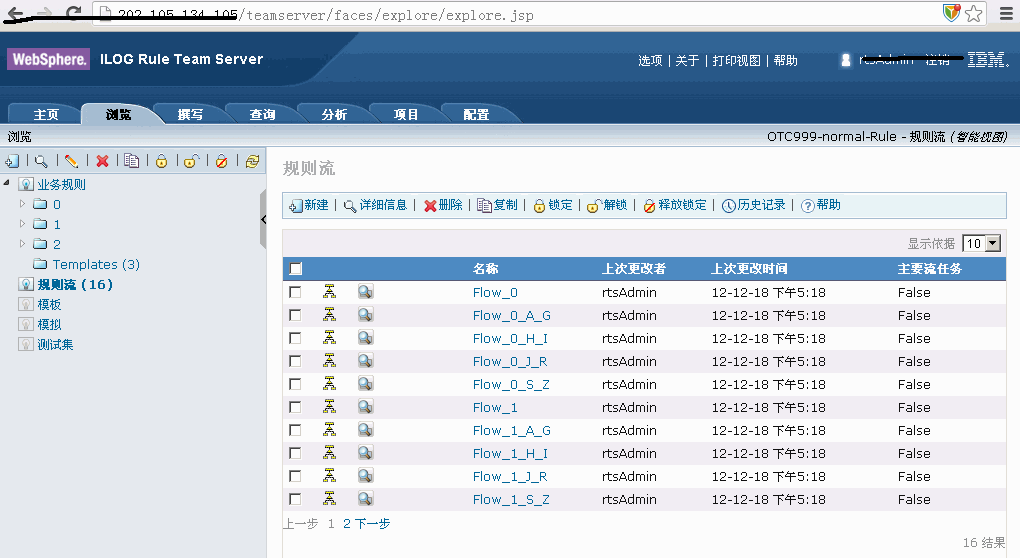 /teamserver/faces/explore/explore.jsp
WebSphere. ILOG Rule Team Server
选项 | 关于 | 打印视图 | 帮助 rtsAdmin 注销 IBM.
主页 浏览 撰写 查询 分析 项目 配置
浏览
OTC999-normal-Rule - 规则流 (智能视图)
业务规则
0
1
2
Templates (3)
规则流 (16)
模板
模拟
测试集
规则流
新建 | 详细信息 | 删除 | 复制 | 锁定 | 解锁 | 释放锁定 | 历史记录 | 帮助
显示依据 10
名称 上次更改者 上次更改时间 主要流任务
Flow_0 rtsAdmin 12-12-18 下午5:18 False
Flow_0_A_G rtsAdmin 12-12-18 下午5:18 False
Flow_0_H_I rtsAdmin 12-12-18 下午5:18 False
Flow_0_J_R rtsAdmin 12-12-18 下午5:18 False
Flow_0_S_Z rtsAdmin 12-12-18 下午5:18 False
Flow_1 rtsAdmin 12-12-18 下午5:18 False
Flow_1_A_G rtsAdmin 12-12-18 下午5:18 False
Flow_1_H_I rtsAdmin 12-12-18 下午5:18 False
Flow_1_J_R rtsAdmin 12-12-18 下午5:18 False
Flow_1_S_Z rtsAdmin 12-12-18 下午5:18 False
上一步 1 2 下一步
16 结果